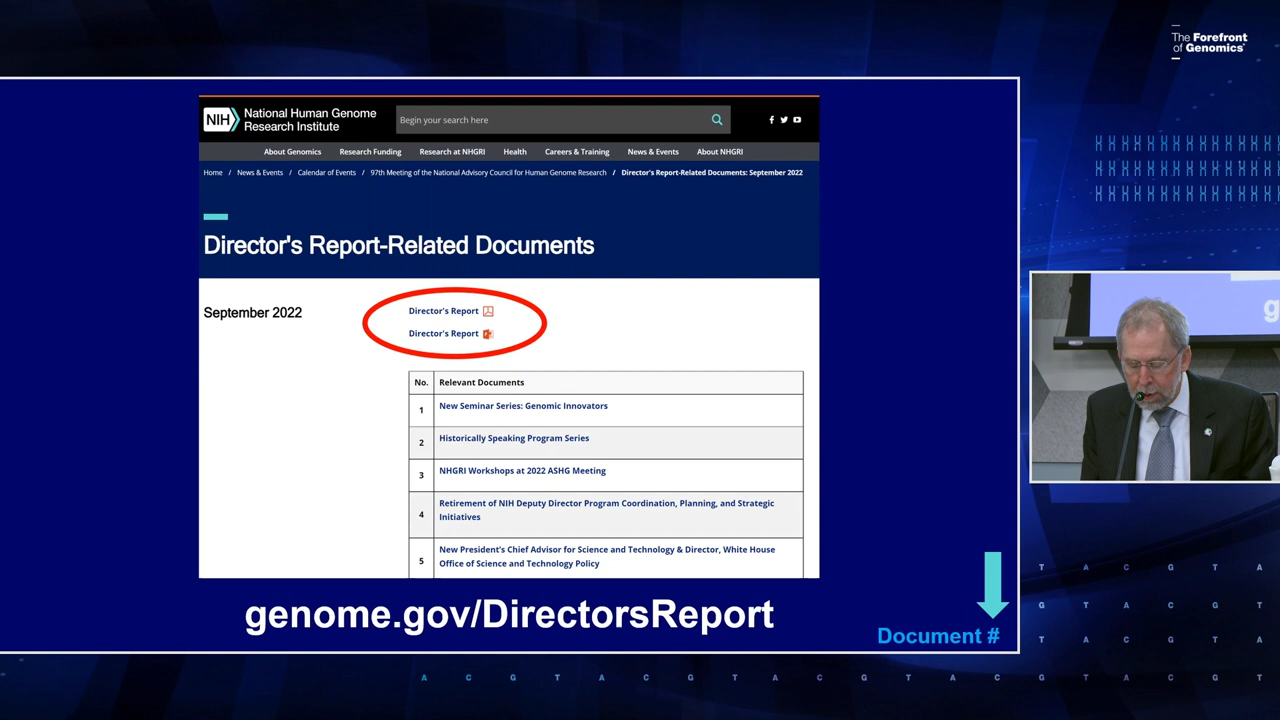 The Forefront
of Genomics®
NIH
National Human Genome
Research Institute
Begin your search here
About Genomics
Research Funding
Research at NHGRI
Health
Careers & Training
News & Events
About NHGRI
Home / News & Events / Calendar of Events / 97th Meeting of the National Advisory Council for Human Genome Research / Director's Report-Related Documents: September 2022
Director's Report-Related Documents
September 2022
Director's Report
Director's Report
No. Relevant Documents
1 New Seminar Series: Genomic Innovators
2 Historically Speaking Program Series
3 NHGRI Workshops at 2022 ASHG Meeting
4 Retirement of NIH Deputy Director Program Coordination, Planning, and Strategic
Initiatives
5 New President's Chief Advisor for Science and Technology & Director, White House
Office of Science and Technology Policy
genome.gov/DirectorsReport
Document #
g
T A C G T A
G T A C G T
T A C G T A
A C G T A C G T A C G T A C G T A C G T A C G T